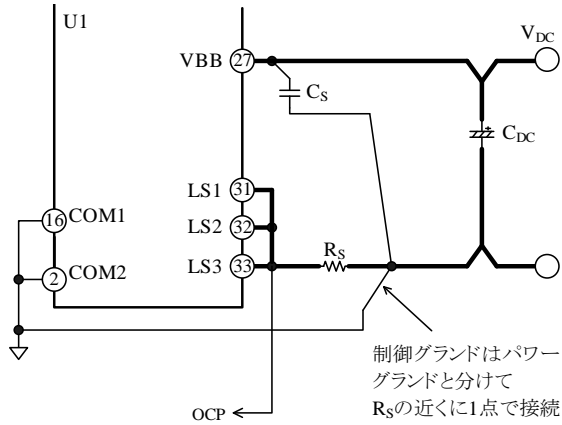 U1
VBB
27
V_DC
C_S
C_DC
LS1
31
16
COM1
LS2
32
2
COM2
LS3
33
R_S
制御グランドはパワー
グランドと分けて
R_Sの近くに1点で接続
OCP